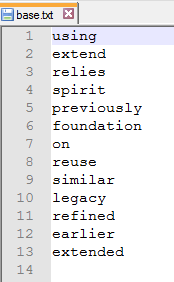 base.txt
1 using
2 extend
3 relies
4 spirit
5 previously
6 foundation
7 on
8 reuse
9 similar
10 legacy
11 refined
12 earlier
13 extended
14